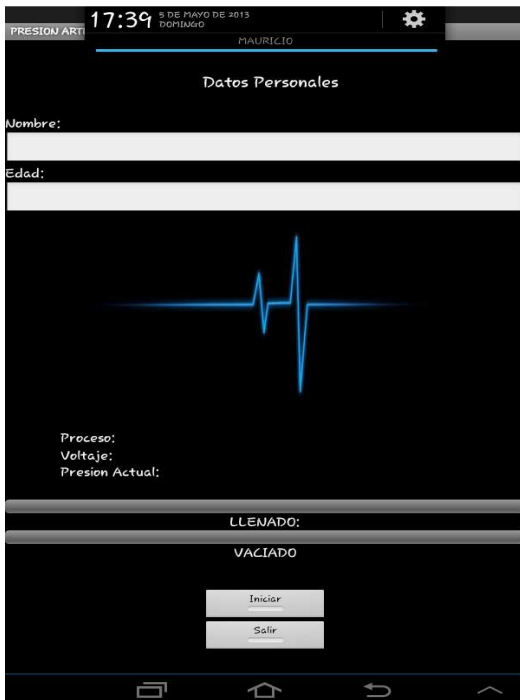 PRESION ART
17:39 5 DE MAYO DE 2013
DOMINGO
MAURICIO
Datos Personales
Nombre:
Edad:
Proceso:
Voltaje:
Presion Actual:
LLENADO:
VACIADO
Iniciar
Salir